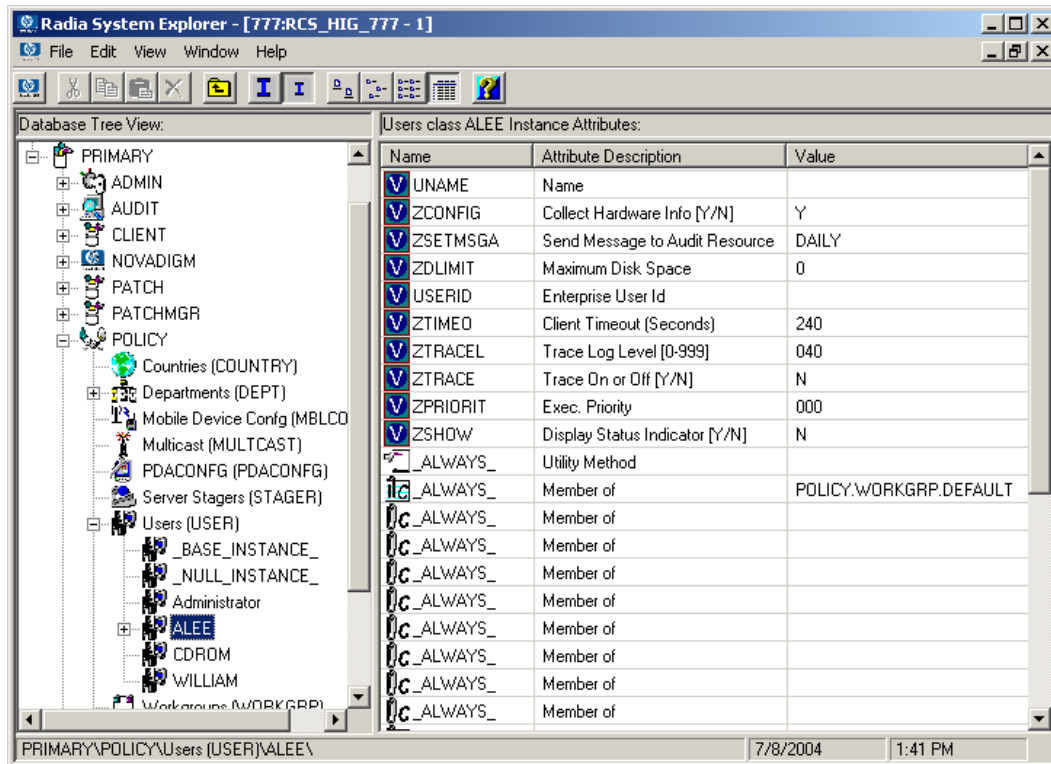 Radia System Explorer - [777:RCS_HIG_777 - 1]
File Edit View Window Help
Database Tree View:
Users class ALEE Instance Attributes:
PRIMARY
ADMIN
AUDIT
CLIENT
NOVADIGM
PATCH
PATCHMGR
POLICY
Countries (COUNTRY)
Departments (DEPT)
Mobile Device Confg (MBLCO
Multicast (MULTCAST)
PDACONFG (PDACONFG)
Server Stagers (STAGER)
Users (USER)
_BASE_INSTANCE_
_NULL_INSTANCE_
Administrator
ALEE
CDROM
WILLIAM
Workgroups (WORKGRP)
Name Attribute Description Value
V UNAME Name
V ZCONFIG Collect Hardware Info [Y/N] Y
V ZSETMSGA Send Message to Audit Resource DAILY
V ZDLIMIT Maximum Disk Space 0
V USERID Enterprise User Id
V ZTIMEO Client Timeout (Seconds) 240
V ZTRACEL Trace Log Level [0-999] 040
V ZTRACE Trace On or Off [Y/N] N
V ZPRIORIT Exec. Priority 000
V ZSHOW Display Status Indicator [Y/N] N
_ALWAYS_ Utility Method
C _ALWAYS_ Member of POLICY.WORKGRP.DEFAULT
C _ALWAYS_ Member of
C _ALWAYS_ Member of
C _ALWAYS_ Member of
C _ALWAYS_ Member of
C _ALWAYS_ Member of
C _ALWAYS_ Member of
C _ALWAYS_ Member of
C _ALWAYS_ Member of
PRIMARY\POLICY\Users (USER)\ALEE\ 7/8/2004 1:41 PM